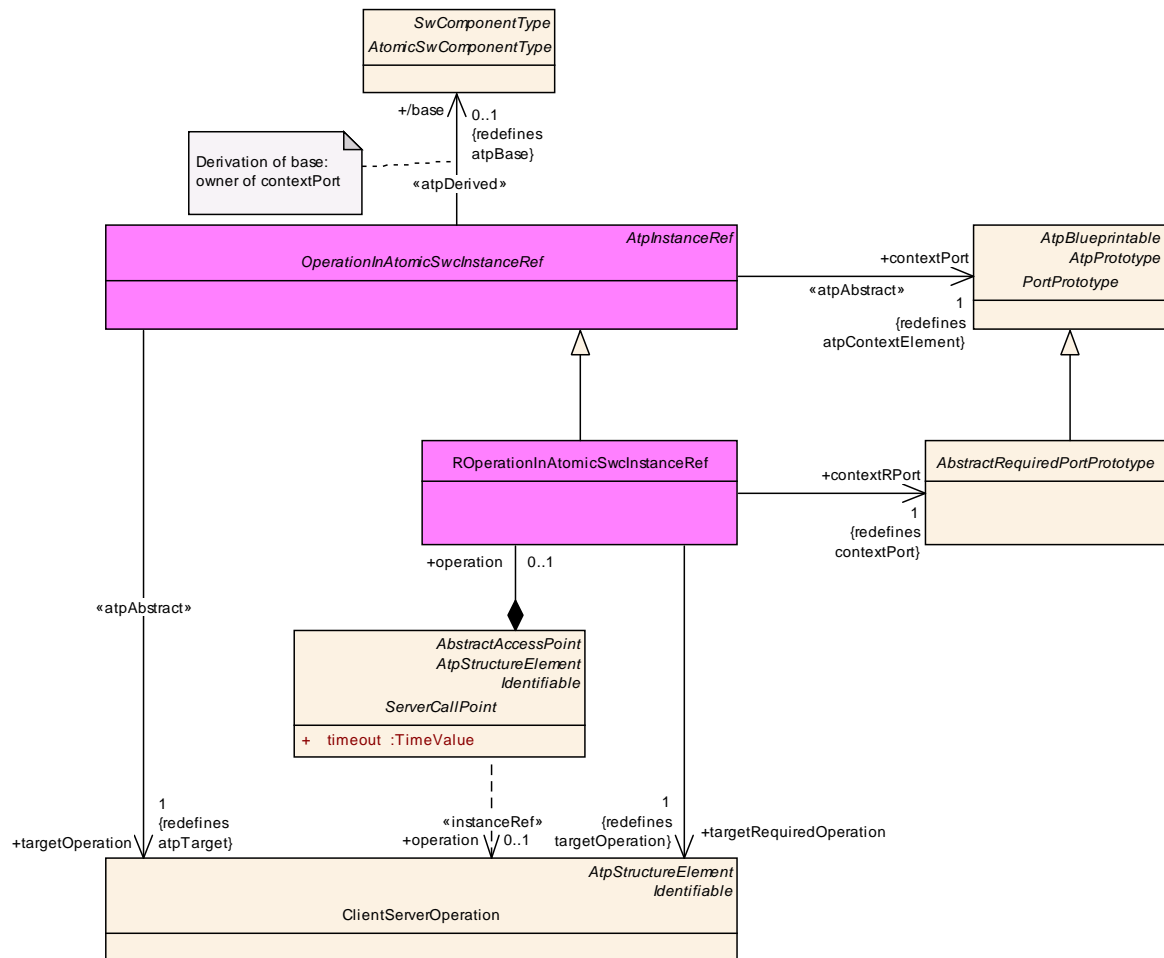 SwComponentType
AtomicSwComponentType
+/base
0..1
{redefines
atpBase}
Derivation of base:
owner of contextPort
«atpDerived»
AtpInstanceRef
OperationInAtomicSwcInstanceRef
+contextPort
«atpAbstract»
1
{redefines
atpContextElement}
AtpBlueprintable
AtpPrototype
PortPrototype
ROperationInAtomicSwcInstanceRef
+contextRPort
1
{redefines
contextPort}
AbstractRequiredPortPrototype
+operation
0..1
«atpAbstract»
AbstractAccessPoint
AtpStructureElement
Identifiable
ServerCallPoint
+ timeout :TimeValue
+targetOperation
1
{redefines
atpTarget}
«instanceRef»
+operation
0..1
1
{redefines
targetOperation}
+targetRequiredOperation
AtpStructureElement
Identifiable
ClientServerOperation